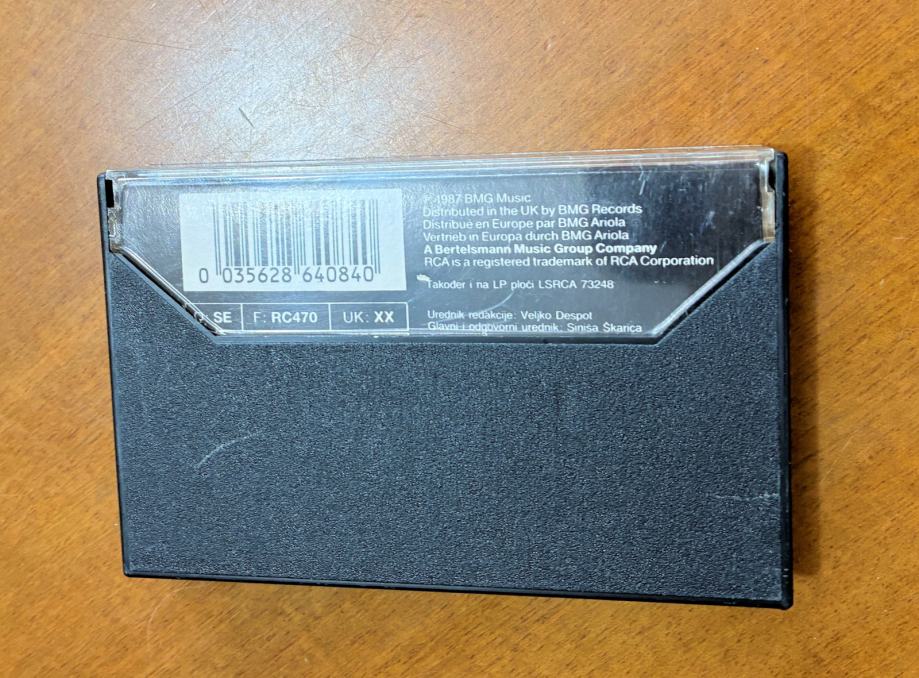 0 035628 640840
D: SE F: RC470 UK: XX
℗ 1987 BMG Music
Distributed in the UK by BMG Records
Distribué en Europe par BMG Ariola
Vertrieb in Europa durch BMG Ariola
A Bertelsmann Music Group Company
RCA is a registered trademark of RCA Corporation
Također i na LP ploči LSRCA 73248
Urednik redakcije: Veljko Despot
Glavni i odgovorni urednik: Siniša Škarica